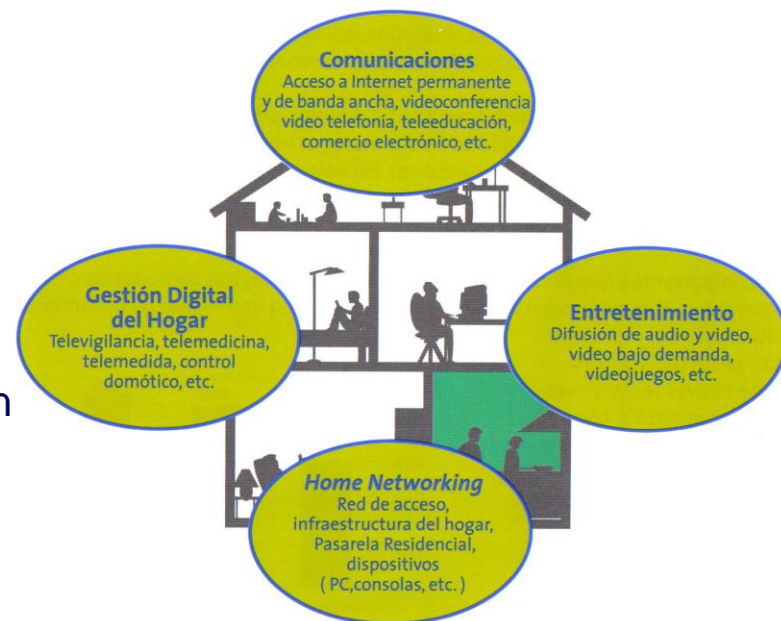 Comunicaciones
Acceso a Internet permanente
y de banda ancha, videoconferencia
video telefonía, teleeducación,
comercio electrónico, etc.
Gestión Digital
del Hogar
Televigilancia, telemedicina,
telemedida, control
domótico, etc.
Entretenimiento
Difusión de audio y video,
video bajo demanda,
videojuegos, etc.
Home Networking
Red de acceso,
infraestructura del hogar,
Pasarela Residencial,
dispositivos
( PC,consolas, etc. )